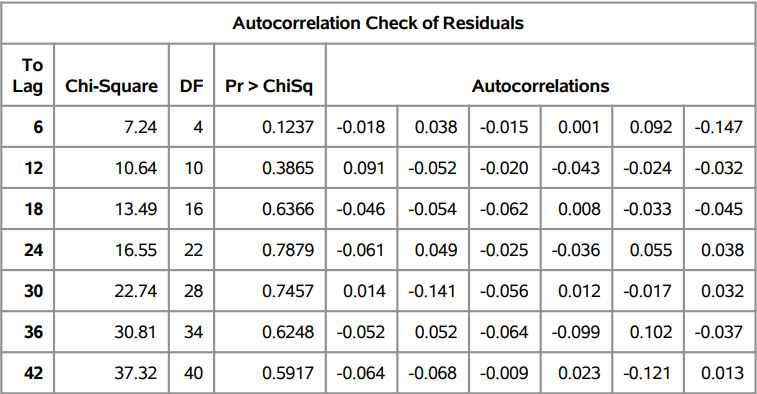 Autocorrelation Check of Residuals
To Lag Chi-Square DF Pr > ChiSq Autocorrelations
6 7.24 4 0.1237 -0.018 0.038 -0.015 0.001 0.092 -0.147
12 10.64 10 0.3865 0.091 -0.052 -0.020 -0.043 -0.024 -0.032
18 13.49 16 0.6366 -0.046 -0.054 -0.062 0.008 -0.033 -0.045
24 16.55 22 0.7879 -0.061 0.049 -0.025 -0.036 0.055 0.038
30 22.74 28 0.7457 0.014 -0.141 -0.056 0.012 -0.017 0.032
36 30.81 34 0.6248 -0.052 0.052 -0.064 -0.099 0.102 -0.037
42 37.32 40 0.5917 -0.064 -0.068 -0.009 0.023 -0.121 0.013